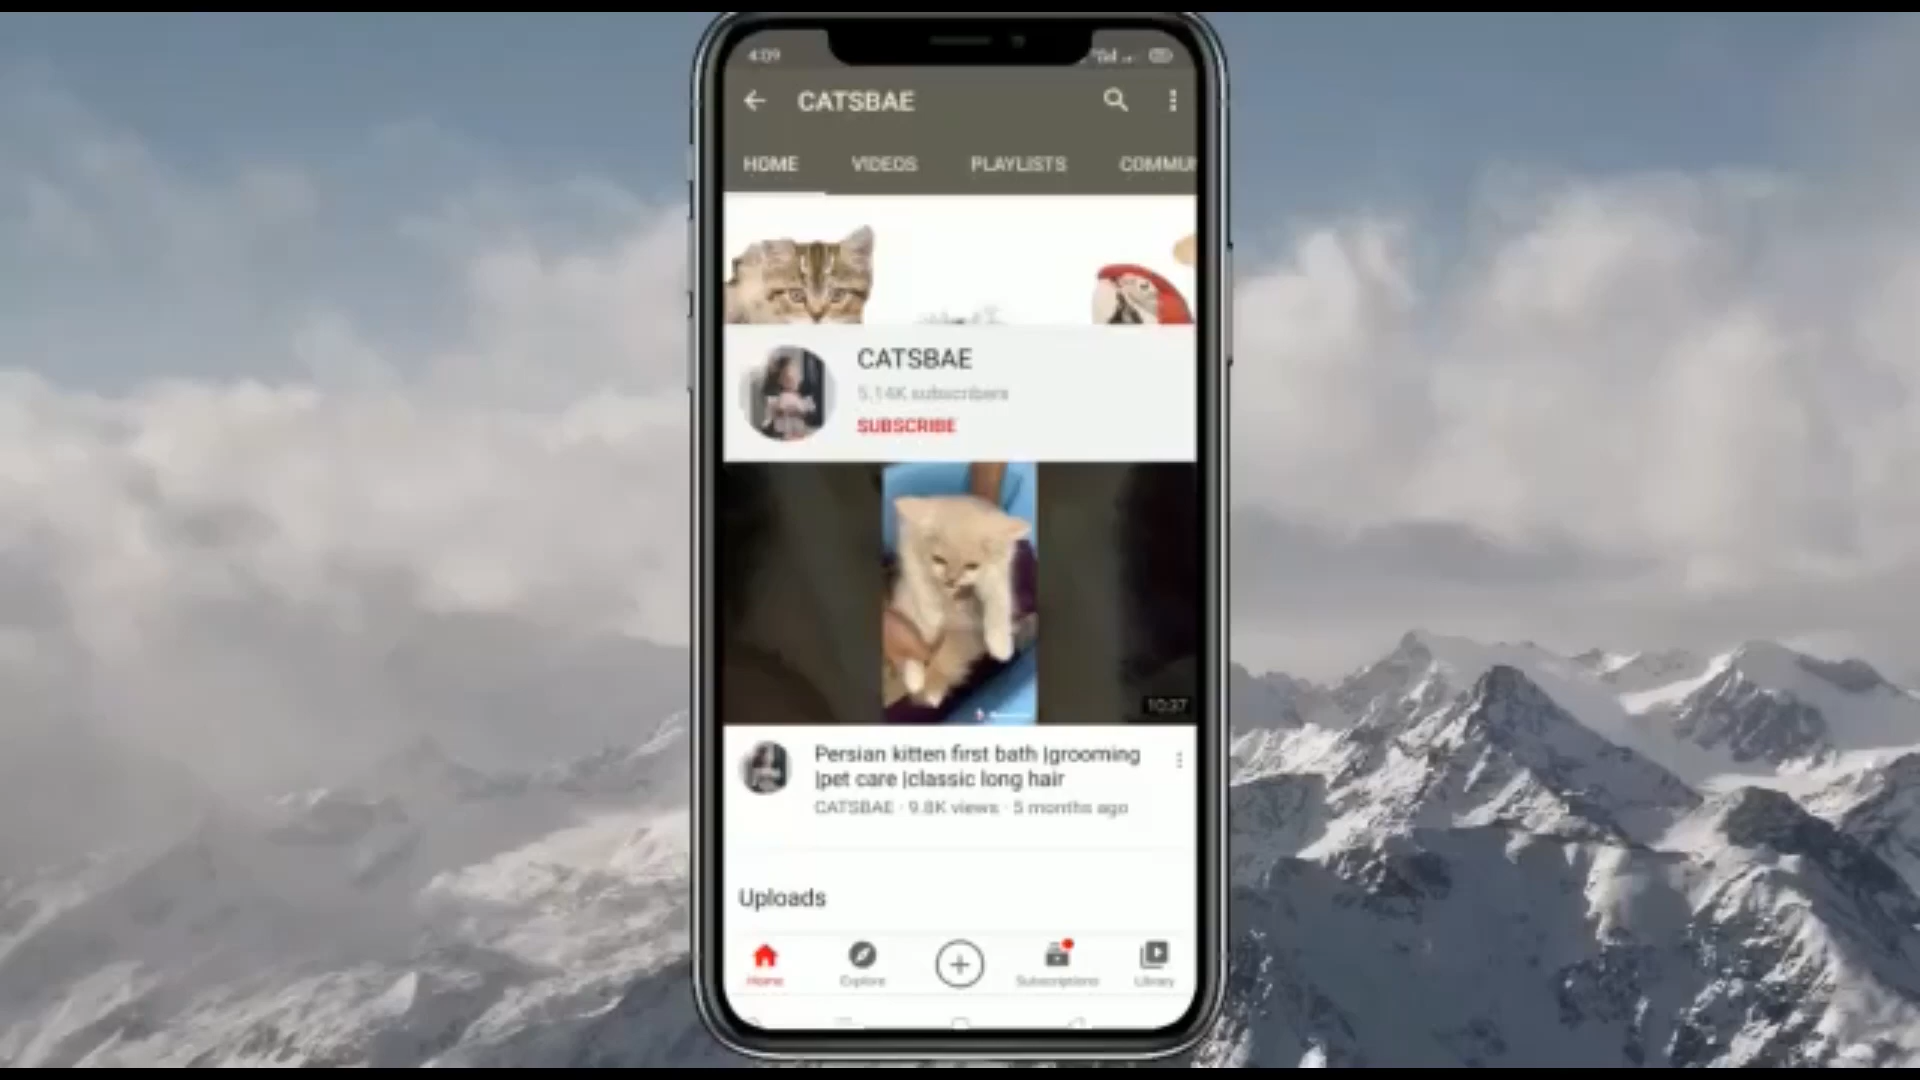 4:09
CATSBAE
HOME VIDEOS PLAYLISTS COMMU
CATSBAE
5.14K subscribers
SUBSCRIBE
10:37
Persian kitten first bath |grooming
|pet care |classic long hair
CATSBAE · 9.8K views · 5 months ago
Uploads
Home Explore Subscriptions Library